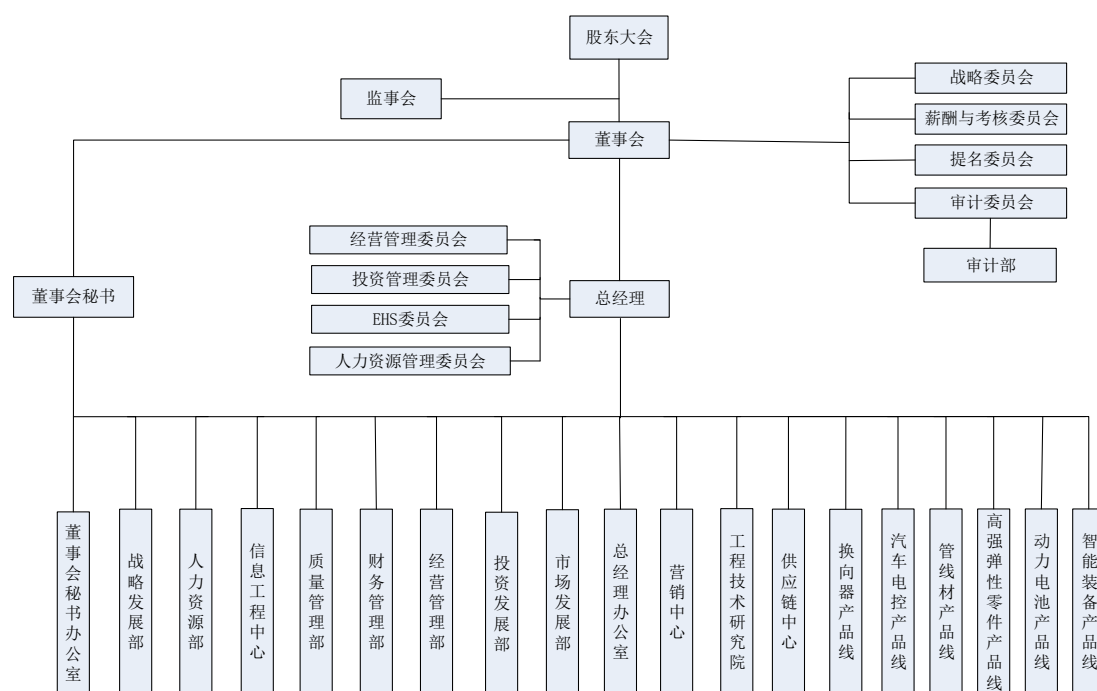 股东大会
监事会
战略委员会
薪酬与考核委员会
董事会
提名委员会
审计委员会
经营管理委员会
审计部
投资管理委员会
董事会秘书
总经理
EHS委员会
人力资源管理委员会
董事会秘书办公室
战略发展部
人力资源部
信息工程中心
质量管理部
财务管理部
经营管理部
投资发展部
市场发展部
总经理办公室
营销中心
工程技术研究院
供应链中心
换向器产品线
汽车电控产品线
管线材产品线
高强弹性零件产品线
动力电池产品线
智能装备产品线